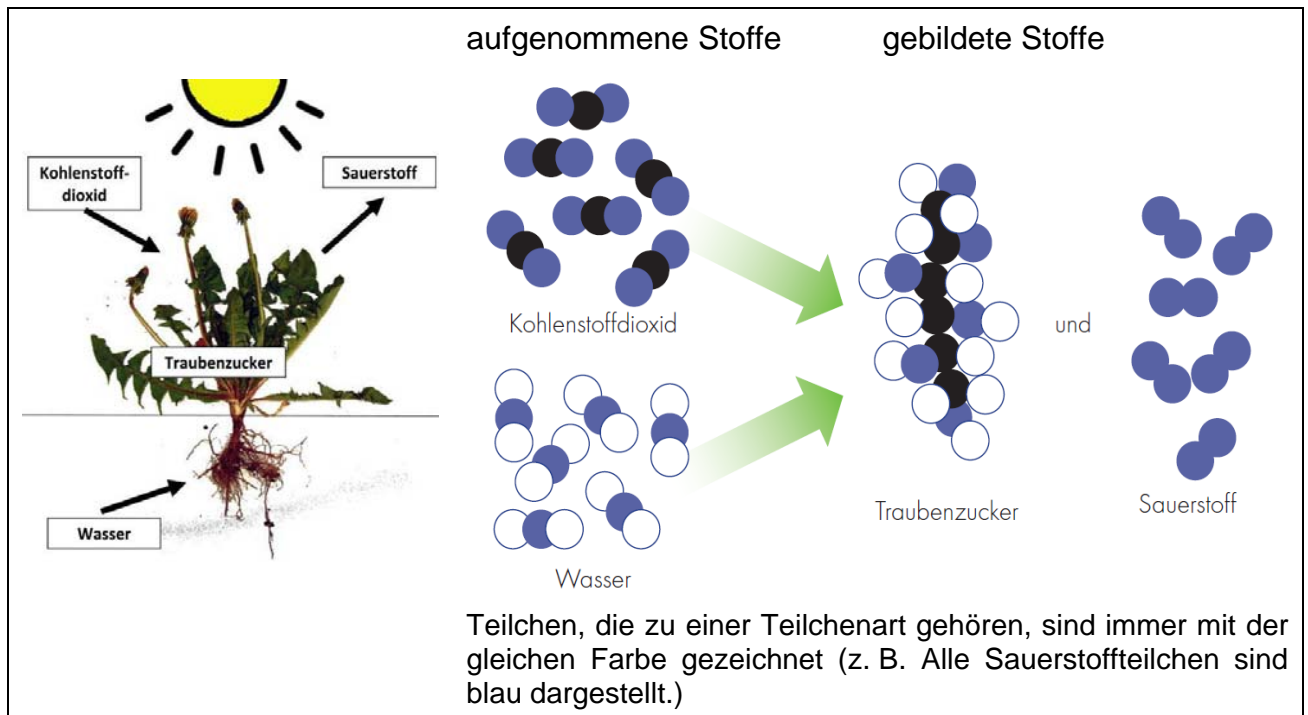 aufgenommene Stoffe
gebildete Stoffe
Kohlenstoff-
dioxid
Sauerstoff
Traubenzucker
Wasser
Kohlenstoffdioxid
Wasser
Traubenzucker
und
Sauerstoff
Teilchen, die zu einer Teilchenart gehören, sind immer mit der
gleichen Farbe gezeichnet (z. B. Alle Sauerstoffteilchen sind
blau dargestellt.)